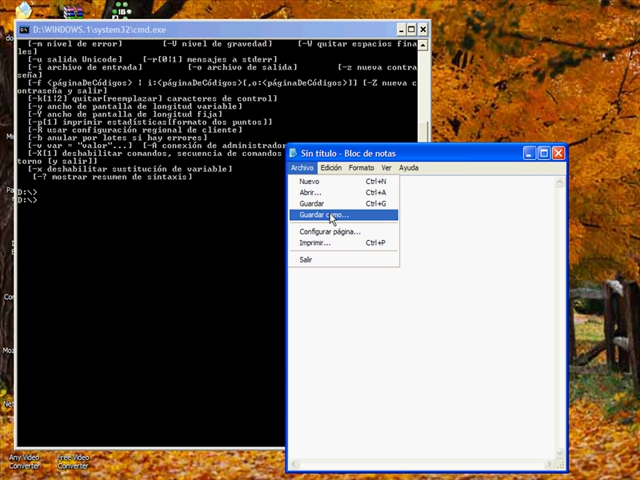 D:\WINDOWS.1\system32\cmd.exe
[-m nivel de error] [-V nivel de gravedad] [-W quitar espacios fina
les]
[-u salida Unicode] [-r[0|1] mensajes a stderr]
[-i archivo de entrada] [-o archivo de salida] [-z nueva contra
seña]
[-f <páginaDeCódigos> | i:<páginaDeCódigos>[,o:<páginaDeCódigos>]] [-Z nueva c
ontraseña y salir]
[-k[1|2] quitar[reemplazar] caracteres de control]
[-y ancho de pantalla de longitud variable]
[-Y ancho de pantalla de longitud fija]
[-p[1] imprimir estadísticas[formato dos puntos]]
[-R usar configuración regional de cliente]
[-b anular por lotes si hay errores]
[-v var = "valor"...] [-A conexión de administrador
[-X[1] deshabilitar comandos, secuencia de comandos
torno [y salir]]
[-x deshabilitar sustitución de variable]
[-? mostrar resumen de sintaxis]
D:\>
D:\>
Sin título - Bloc de notas
Archivo Edición Formato Ver Ayuda
Nuevo Ctrl+N
Abrir... Ctrl+A
Guardar Ctrl+G
Guardar como...
Configurar página...
Imprimir... Ctrl+P
Salir
IB
Any Video
Converter
Free Video
Converter